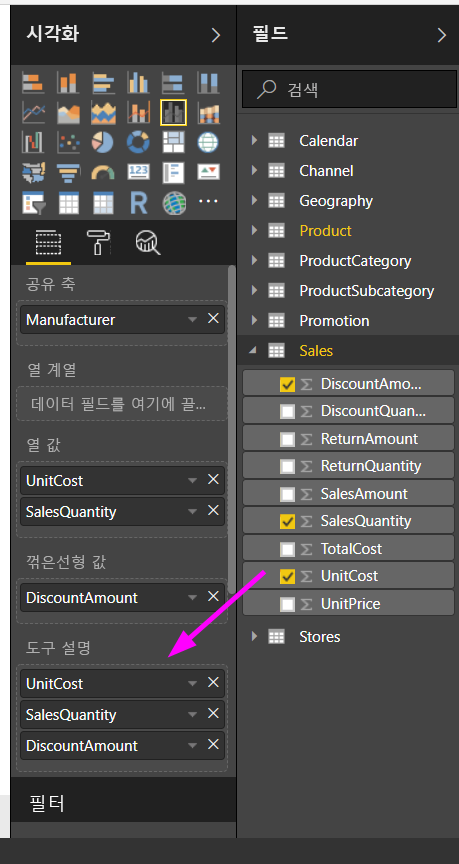 시각화
123
R
공유 축
Manufacturer
열 계열
데이터 필드를 여기에 끌...
열 값
UnitCost
SalesQuantity
꺾은선형 값
DiscountAmount
도구 설명
UnitCost
SalesQuantity
DiscountAmount
필터
필드
검색
Calendar
Channel
Geography
Product
ProductCategory
ProductSubcategory
Promotion
Sales
Σ DiscountAmo...
Σ DiscountQuan...
Σ ReturnAmount
Σ ReturnQuantity
Σ SalesAmount
Σ SalesQuantity
Σ TotalCost
Σ UnitCost
Σ UnitPrice
Stores